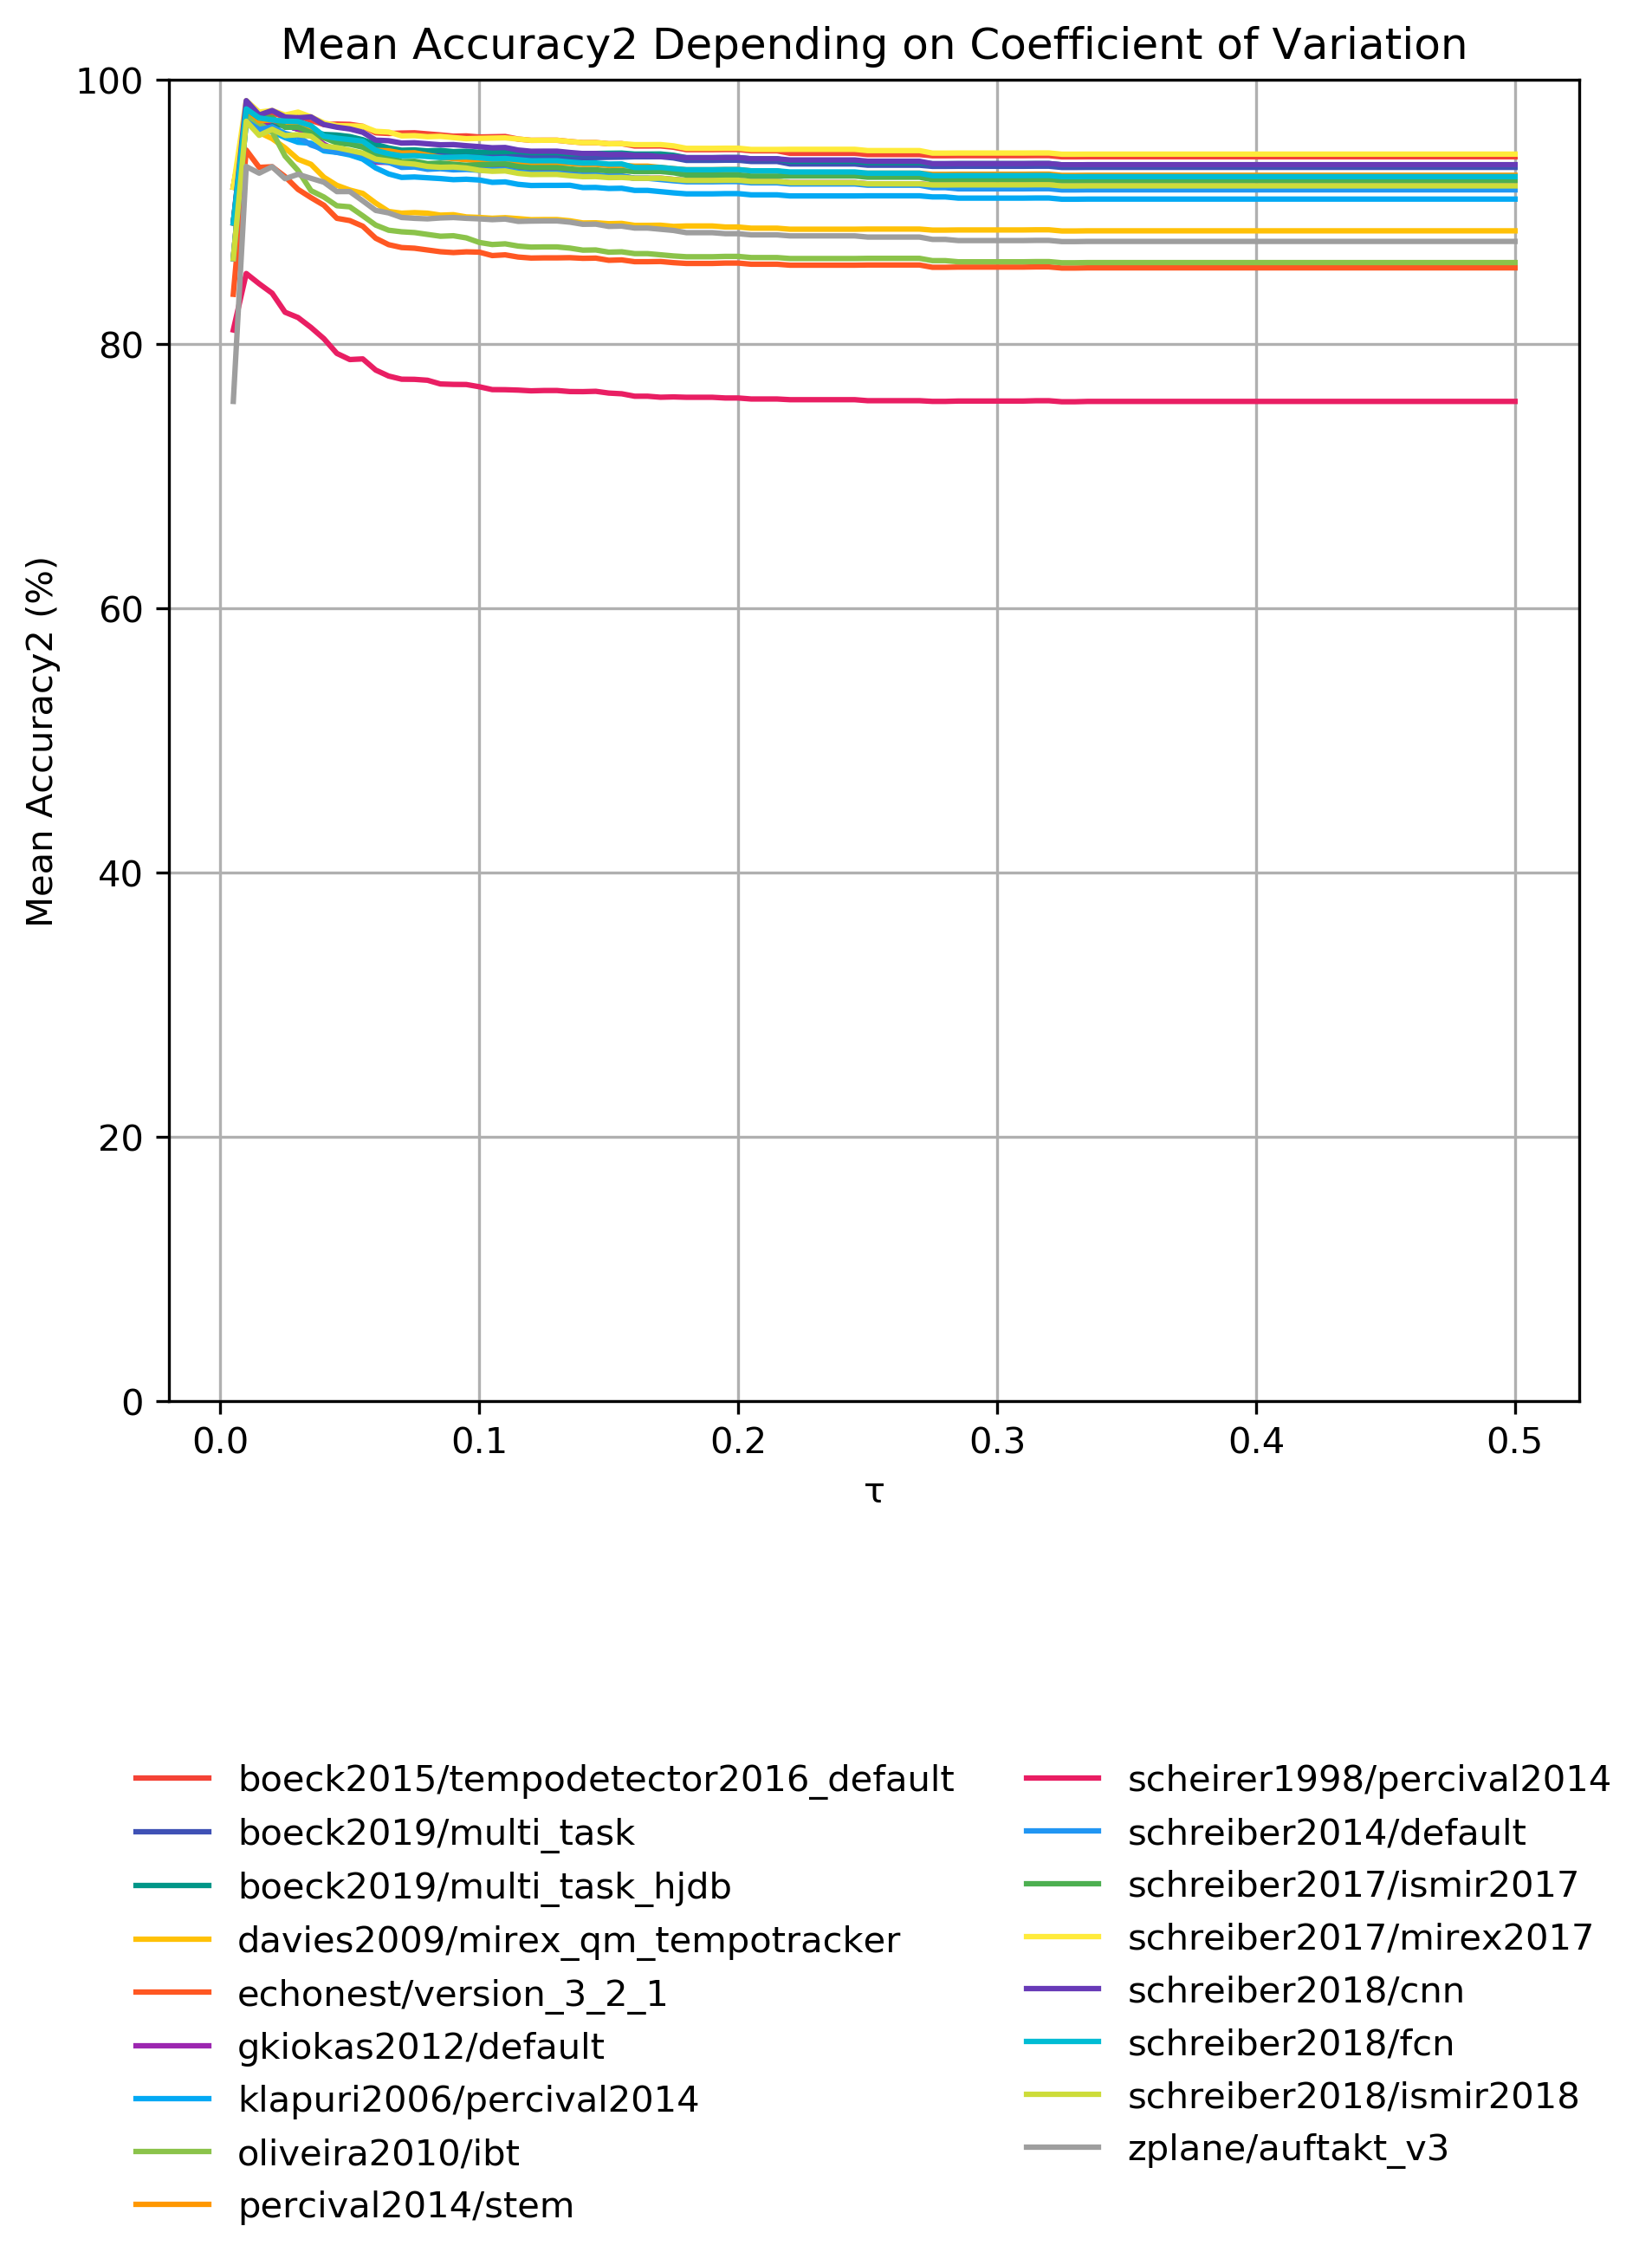 Mean Accuracy2 Depending on Coefficient of Variation
100
80
60
40
20
0
Mean Accuracy2 (%)
0.0 0.1 0.2 0.3 0.4 0.5
τ
boeck2015/tempodetector2016_default
boeck2019/multi_task
boeck2019/multi_task_hjdb
davies2009/mirex_qm_tempotracker
echonest/version_3_2_1
gkiokas2012/default
klapuri2006/percival2014
oliveira2010/ibt
percival2014/stem
scheirer1998/percival2014
schreiber2014/default
schreiber2017/ismir2017
schreiber2017/mirex2017
schreiber2018/cnn
schreiber2018/fcn
schreiber2018/ismir2018
zplane/auftakt_v3